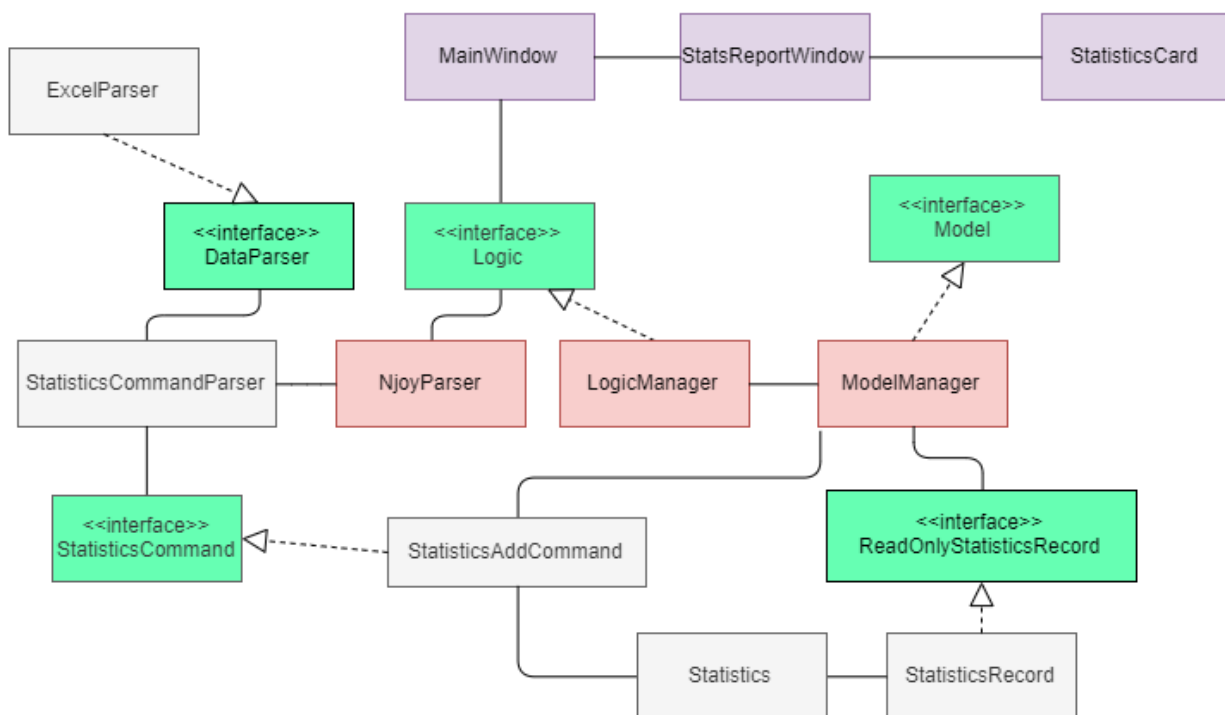 MainWindow
StatsReportWindow
StatisticsCard
ExcelParser
<<interface>>
DataParser
<<interface>>
Logic
<<interface>>
Model
StatisticsCommandParser
NjoyParser
LogicManager
ModelManager
<<interface>>
StatisticsCommand
StatisticsAddCommand
<<interface>>
ReadOnlyStatisticsRecord
Statistics
StatisticsRecord